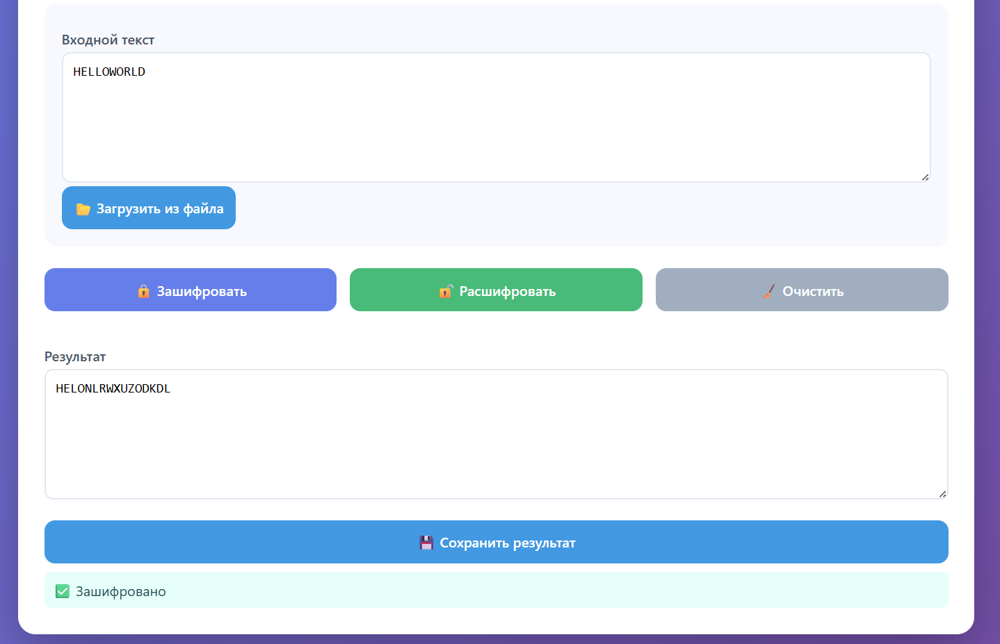 Входной текст
HELLOWORLD
📂 Загрузить из файла
🔒 Зашифровать
🔓 Расшифровать
🧹 Очистить
Результат
HELONLRWXUZODKDL
💾 Сохранить результат
✅ Зашифровано